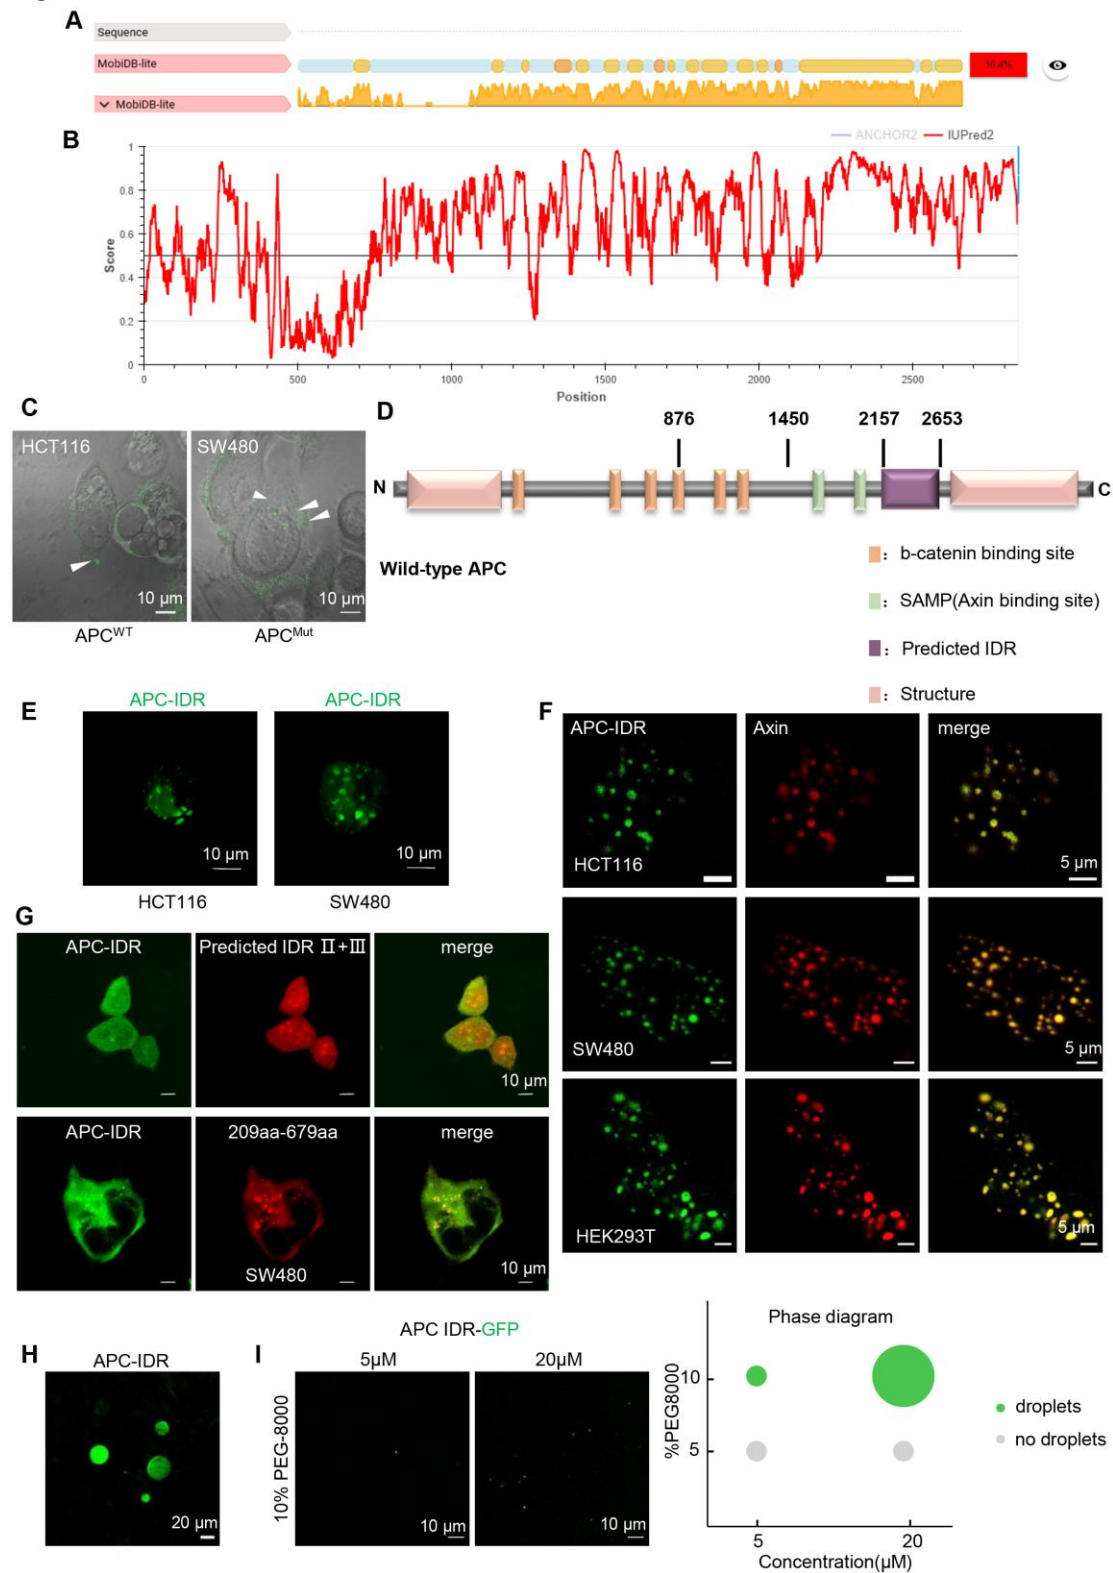 A
Sequence
MobiDB-lite
50.4%
MobiDB-lite
B
ANCHOR2
IUPred2
1
0.8
0.6
0.4
0.2
0
Score
0
500
1000
1500
2000
2500
Position
C
HCT116
SW480
10 μm
10 μm
APCWT
APCMut
D
876
1450
2157
2653
N
C
Wild-type APC
: b-catenin binding site
: SAMP(Axin binding site)
: Predicted IDR
: Structure
E
APC-IDR
APC-IDR
10 μm
10 μm
HCT116
SW480
F
APC-IDR
Axin
merge
HCT116
5 μm
SW480
5 μm
HEK293T
5 μm
G
APC-IDR
Predicted IDR Ⅱ+Ⅲ
merge
10 μm
APC-IDR
209aa-679aa
merge
SW480
10 μm
H
APC-IDR
20 μm
I
APC IDR-GFP
5μM
20μM
10% PEG-8000
10 μm
10 μm
Phase diagram
%PEG8000
10
5
5
20
Concentration(μM)
droplets
no droplets